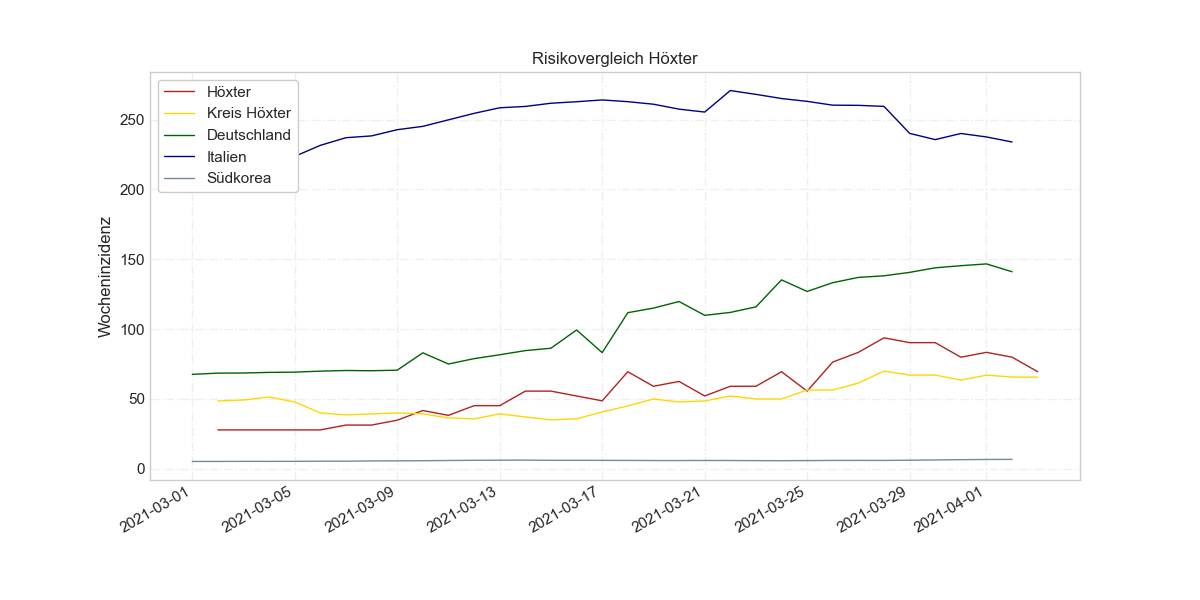 Risikovergleich Höxter
Höxter
Kreis Höxter
Deutschland
Italien
Südkorea
Wocheninzidenz
250
200
150
100
50
0
2021-03-01
2021-03-05
2021-03-09
2021-03-13
2021-03-17
2021-03-21
2021-03-25
2021-03-29
2021-04-01